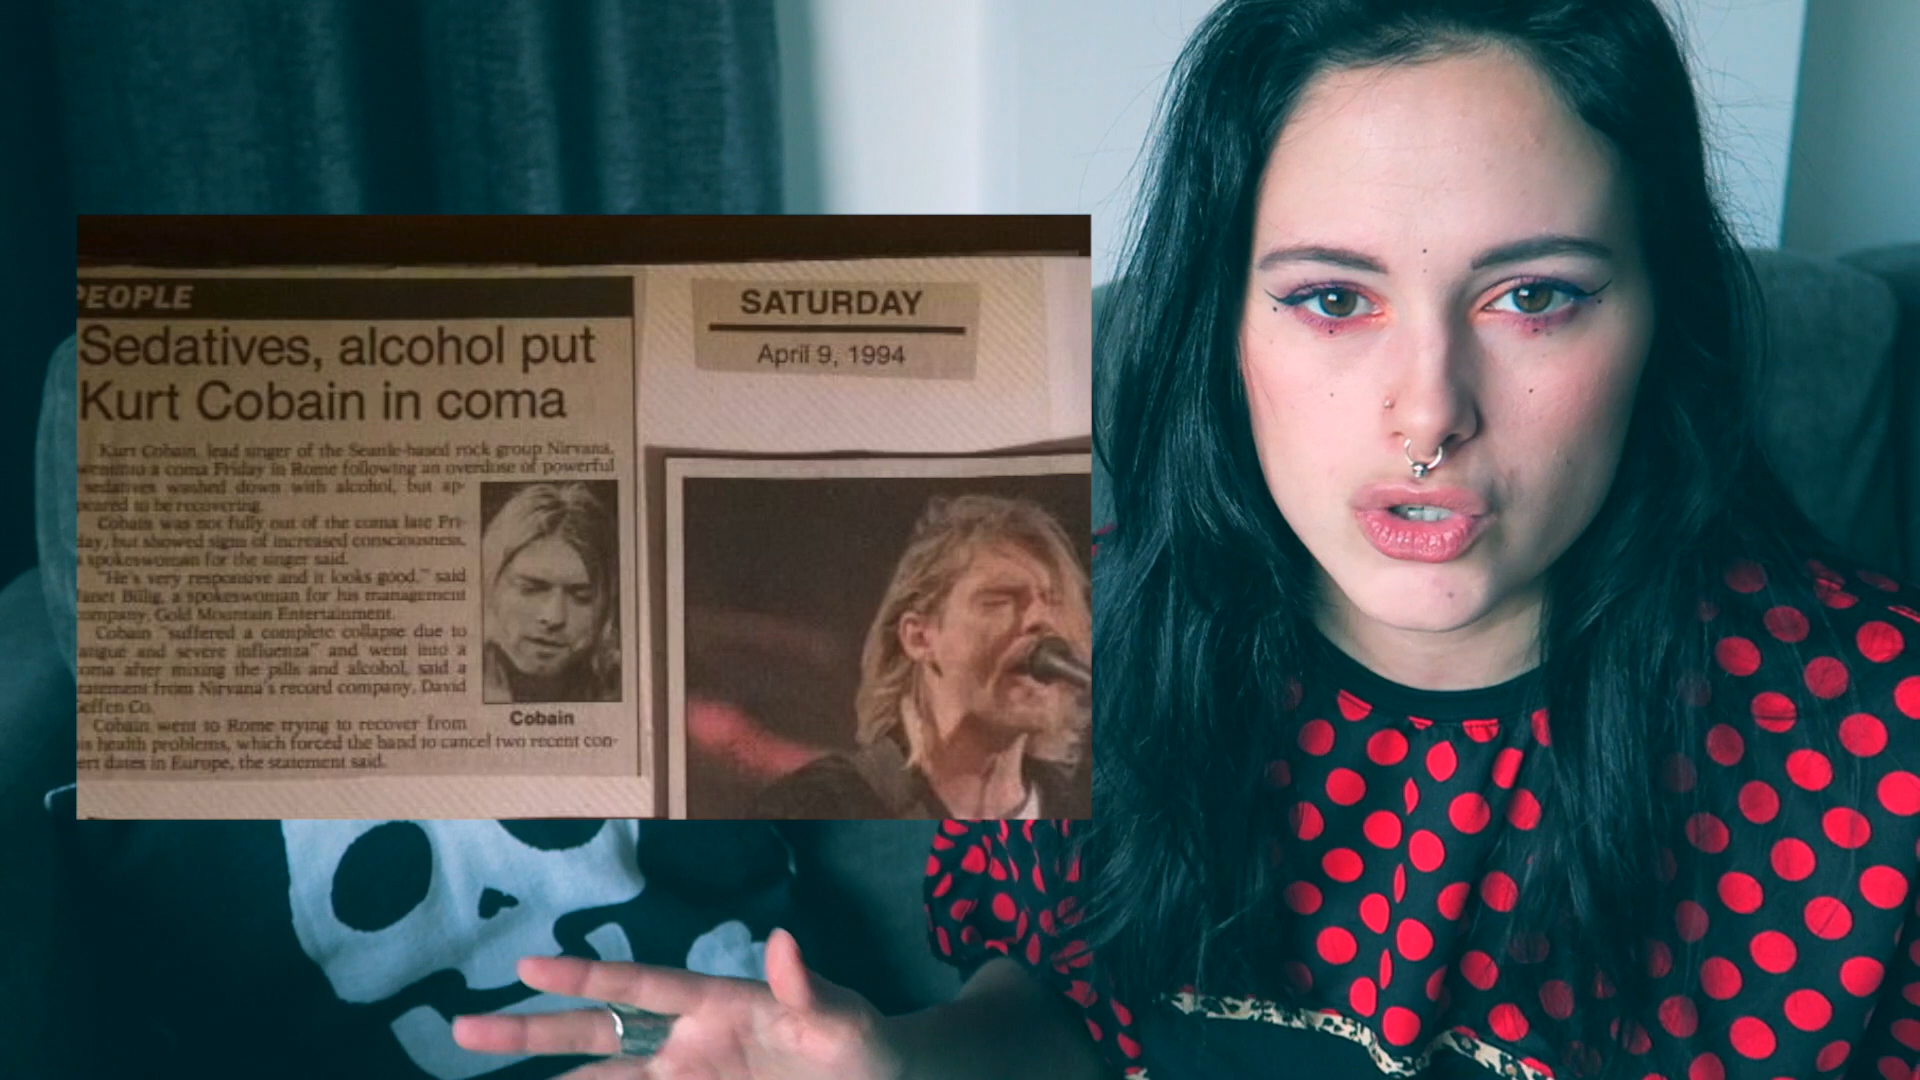 PEOPLE
Sedatives, alcohol put
Kurt Cobain in coma
Kurt Cobain, lead singer of the Seattle-based rock group Nirvana,
went into a coma Friday in Rome following an overdose of powerful
sedatives washed down with alcohol, but ap-
peared to be recovering.
Cobain was not fully out of the coma late Fri-
day, but showed signs of increased consciousness,
a spokeswoman for the singer said.
"He's very responsive and it looks good," said
Janet Billig, a spokeswoman for his management
company, Gold Mountain Entertainment.
Cobain "suffered a complete collapse due to
fatigue and severe influenza" and went into a
coma after mixing the pills and alcohol, said a
statement from Nirvana's record company, David
Geffen Co.
Cobain went to Rome trying to recover from
his health problems, which forced the band to cancel two recent con-
cert dates in Europe, the statement said.
Cobain
SATURDAY
April 9, 1994